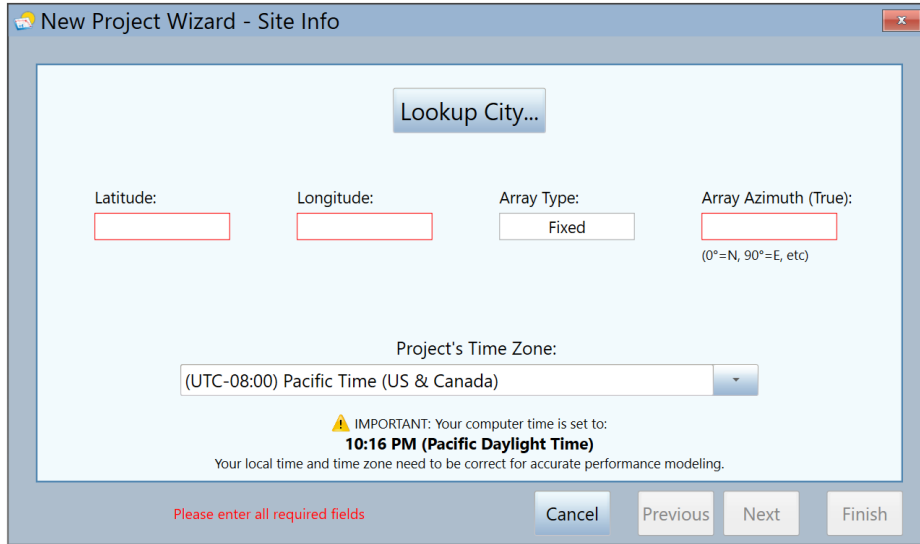 New Project Wizard - Site Info
x
Lookup City...
Latitude:
Longitude:
Array Type:
Array Azimuth (True):
Fixed
(0°=N, 90°=E, etc)
Project's Time Zone:
(UTC-08:00) Pacific Time (US & Canada)
IMPORTANT: Your computer time is set to:
10:16 PM (Pacific Daylight Time)
Your local time and time zone need to be correct for accurate performance modeling.
Please enter all required fields
Cancel
Previous
Next
Finish